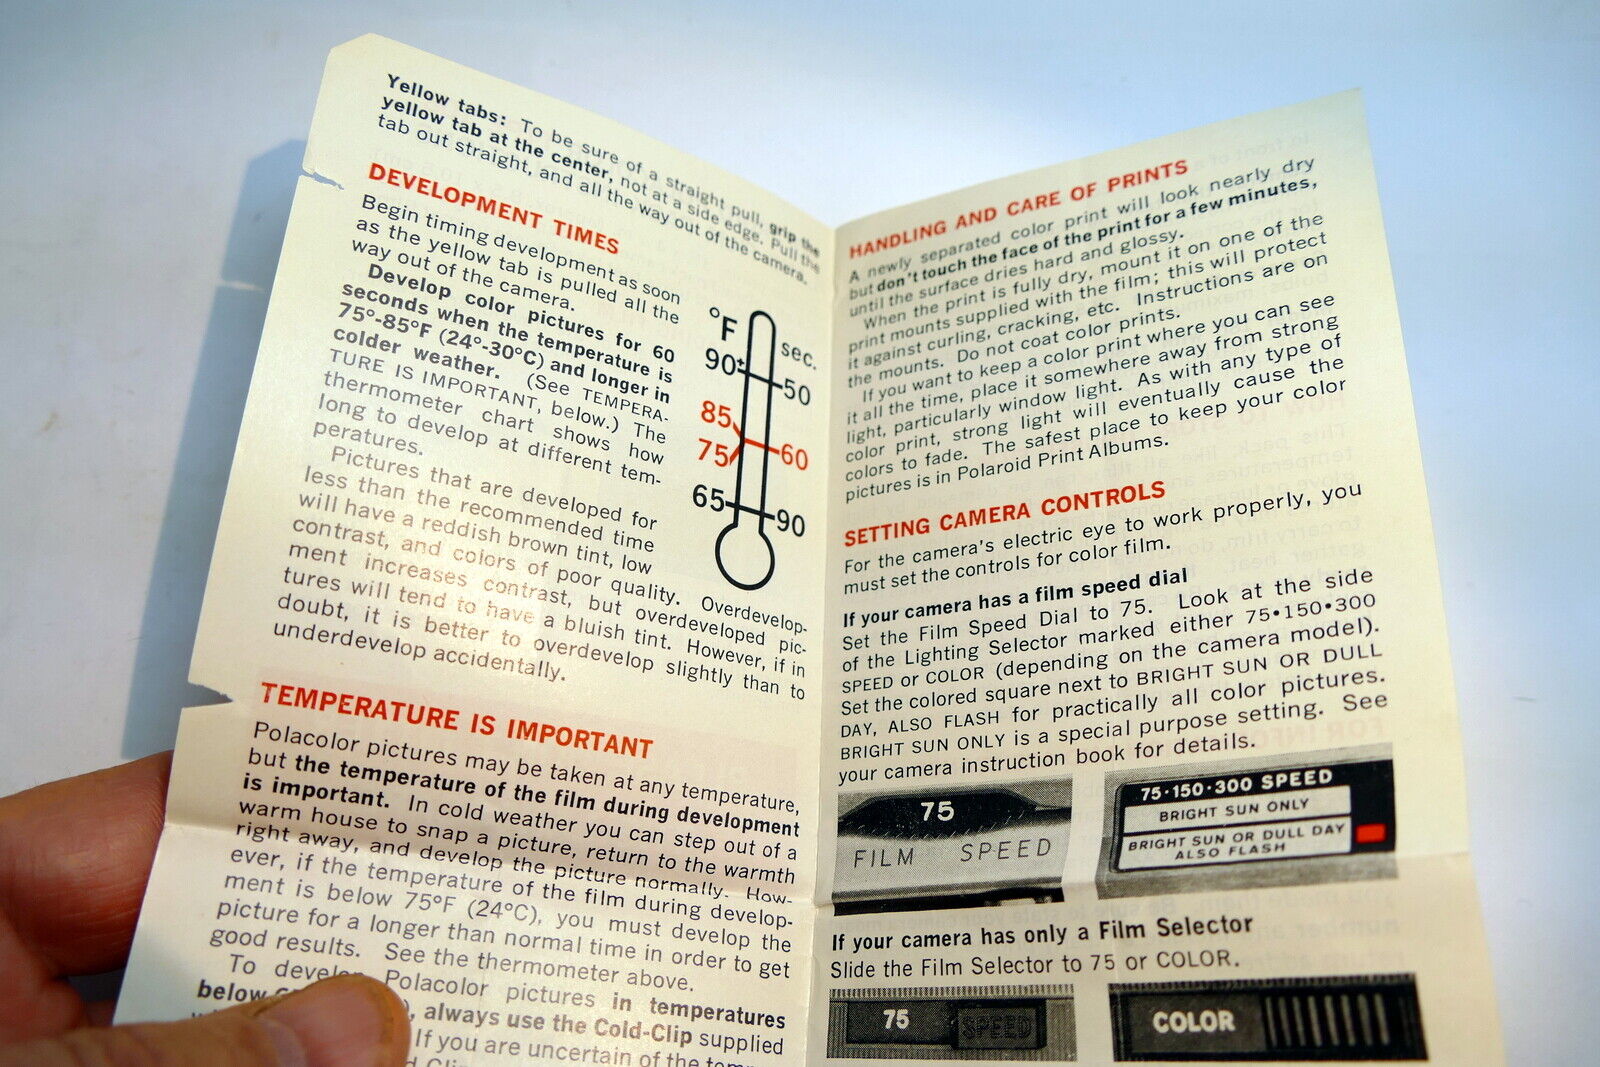 Yellow tabs: To be sure of a straight pull, grip the
yellow tab at the center, not at a side edge. Pull the
tab out straight, and all the way out of the camera.
DEVELOPMENT TIMES
Begin timing development as soon
as the yellow tab is pulled all the
way out of the camera.
Develop color pictures for 60
seconds when the temperature is
75°-85°F (24°-30°C) and longer in
colder weather. (See TEMPERA-
TURE IS IMPORTANT, below.) The
thermometer chart shows how
long to develop at different tem-
peratures.
Pictures that are developed for
less than the recommended time
will have a reddish brown tint, low
contrast, and colors of poor quality. Overdevelop-
ment increases contrast, but overdeveloped pic-
tures will tend to have a bluish tint. However, if in
doubt, it is better to overdevelop slightly than to
underdevelop accidentally.
°F
sec.
90+
50
85
75
60
65
90
TEMPERATURE IS IMPORTANT
Polacolor pictures may be taken at any temperature,
but the temperature of the film during development
is important. In cold weather you can step out of a
warm house to snap a picture, return to the warmth
right away, and develop the picture normally. How-
ever, if the temperature of the film during develop-
ment is below 75°F (24°C), you must develop the
picture for a longer than normal time in order to get
good results. See the thermometer above.
To develop Polacolor pictures in temperatures
below always use the Cold-Clip supplied
If you are uncertain of the
HANDLING AND CARE OF PRINTS
A newly separated color print will look nearly dry
but don't touch the face of the print for a few minutes,
until the surface dries hard and glossy.
When the print is fully dry, mount it on one of the
print mounts supplied with the film; this will protect
it against curling, cracking, etc. Instructions are on
the mounts. Do not coat color prints.
If you want to keep a color print where you can see
it all the time, place it somewhere away from strong
light, particularly window light. As with any type of
color print, strong light will eventually cause the
colors to fade. The safest place to keep your color
pictures is in Polaroid Print Albums.
SETTING CAMERA CONTROLS
For the camera's electric eye to work properly, you
must set the controls for color film.
If your camera has a film speed dial
Set the Film Speed Dial to 75. Look at the side
of the Lighting Selector marked either 75•150•300
SPEED or COLOR (depending on the camera model).
Set the colored square next to BRIGHT SUN OR DULL
DAY, ALSO FLASH for practically all color pictures.
BRIGHT SUN ONLY is a special purpose setting. See
your camera instruction book for details.
75
FILM SPEED
75·150·300 SPEED
BRIGHT SUN ONLY
BRIGHT SUN OR DULL DAY
ALSO FLASH
If your camera has only a Film Selector
Slide the Film Selector to 75 or COLOR.
75 SPEED
COLOR